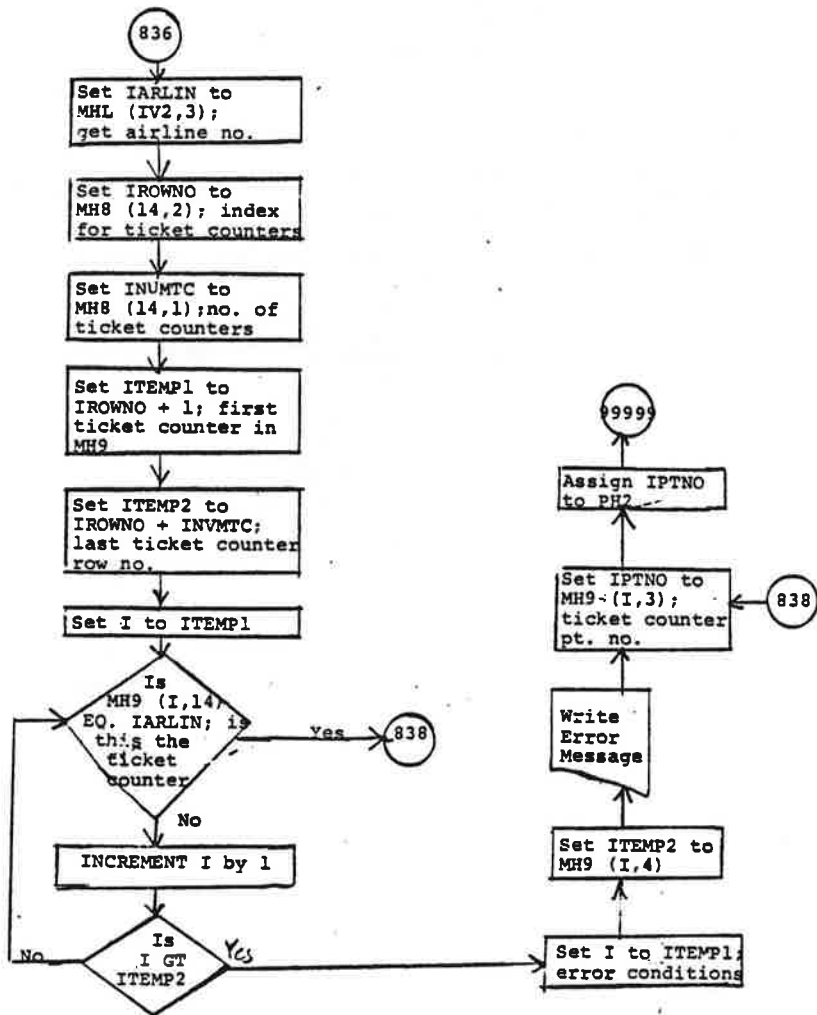 836
Set IARLIN to
MHL (IV2,3);
get airline no.
Set IROWNO to
MH8 (14,2); index
for ticket counters
Set INUMTC to
MH8 (14,1);no. of
ticket counters
Set ITEMP1 to
IROWNO + 1; first
ticket counter in
MH9
Set ITEMP2 to
IROWNO + INVMTC;
last ticket counter
row no.
Set I to ITEMP1
Is
MH9 (I,14)
EQ. IARLIN; is
this the
ticket
counter
Yes
838
No
INCREMENT I by 1
Is
I GT
ITEMP2
No
Yes
Set I to ITEMP1;
error conditions
Set ITEMP2 to
MH9 (I,4)
Write
Error
Message
Set IPTNO to
MH9 (I,3);
ticket counter
pt. no.
838
Assign IPTNO
to PH2
99999